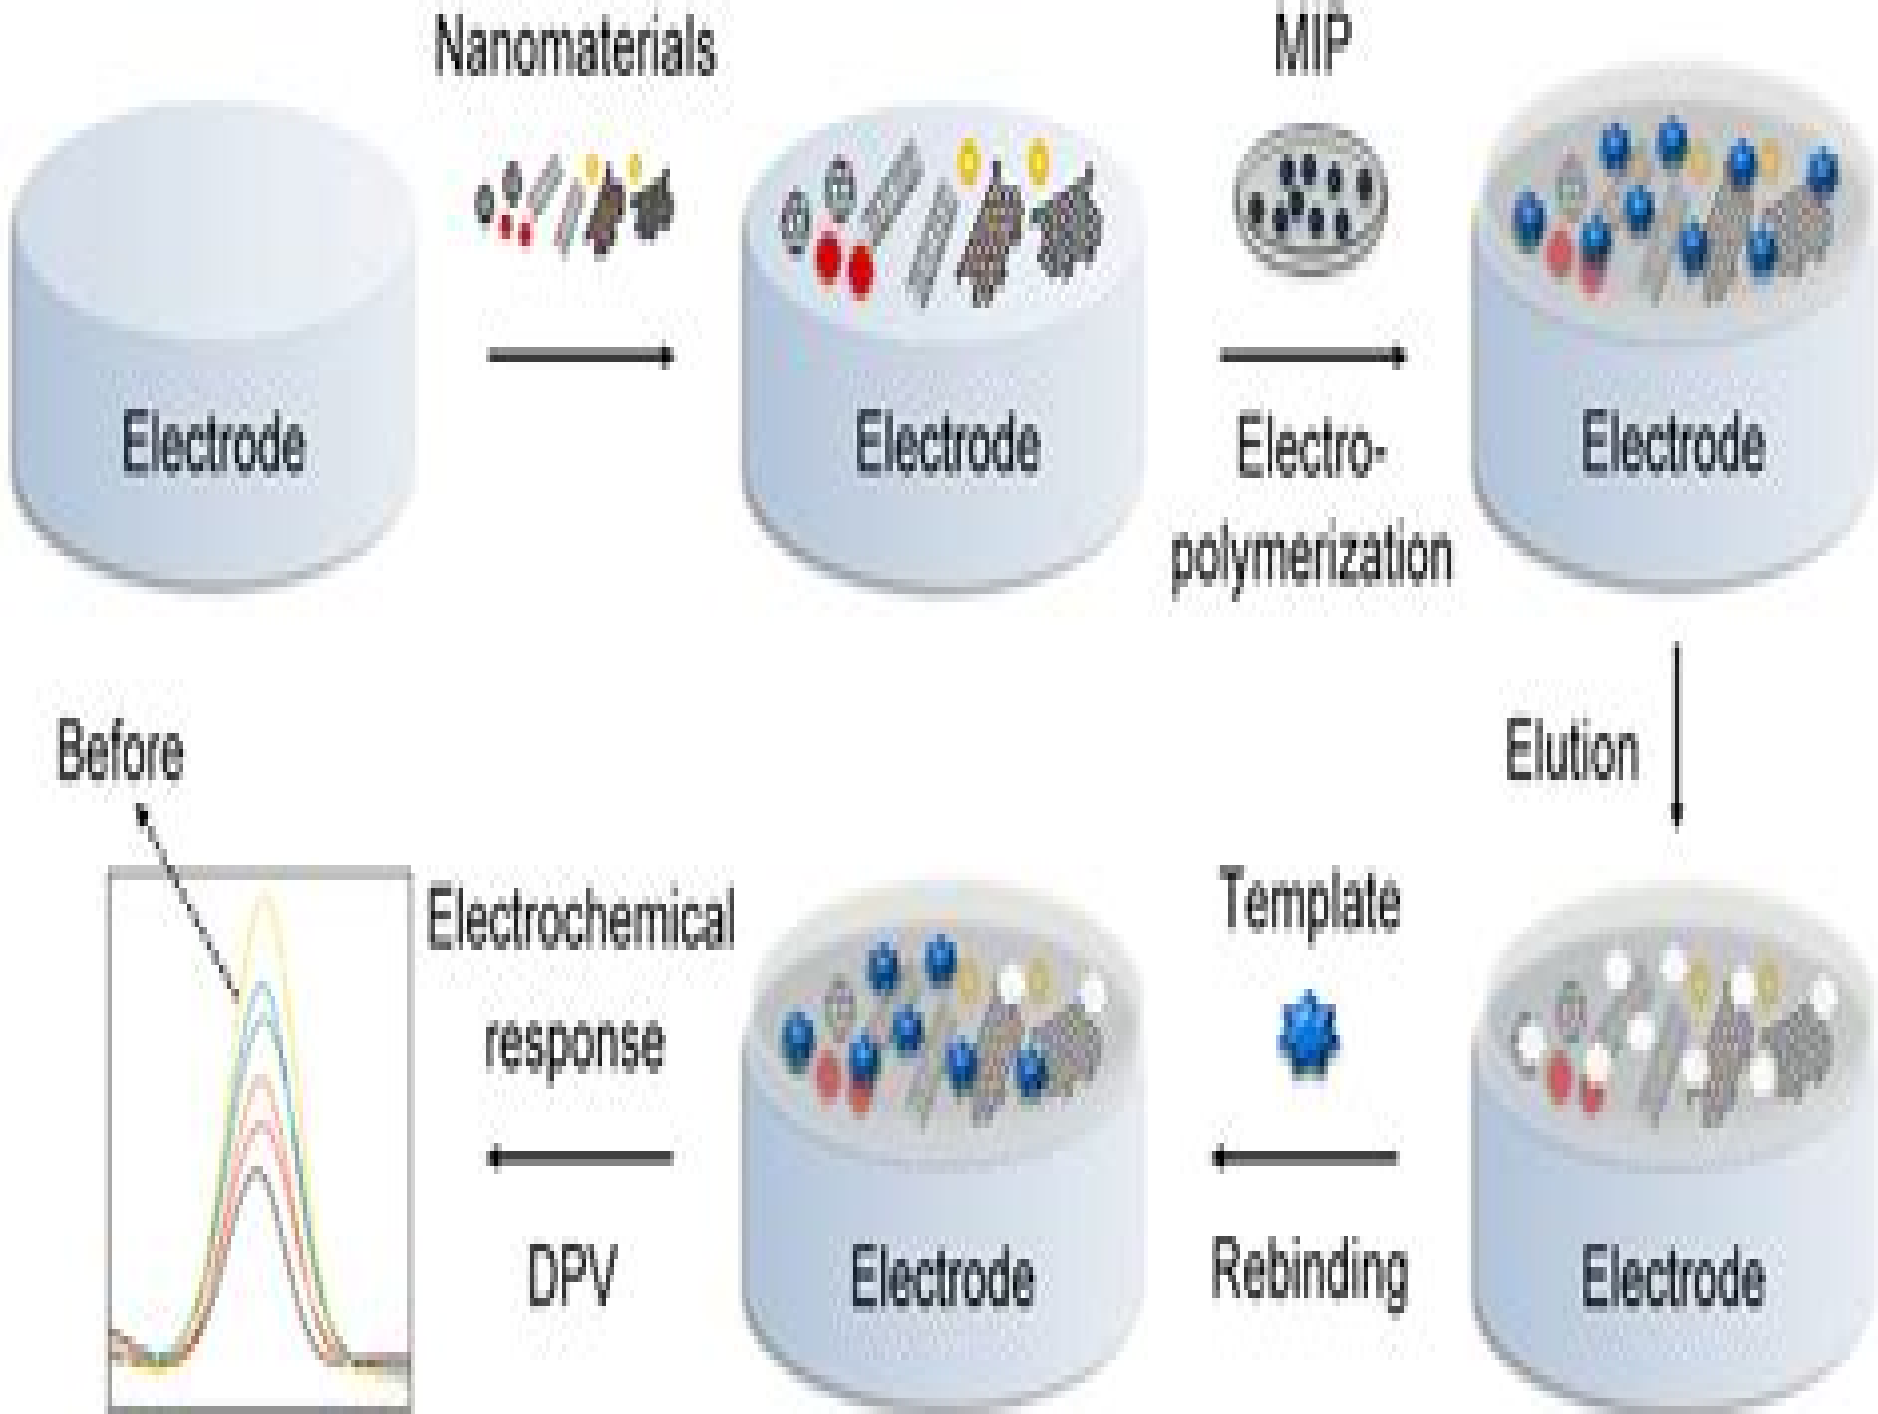 Nanomaterials
MIP
Electrode
Electrode
Electro-
polymerization
Electrode
Elution
Template
Rebinding
Electrode
Electrode
Electrochemical
response
DPV
Before